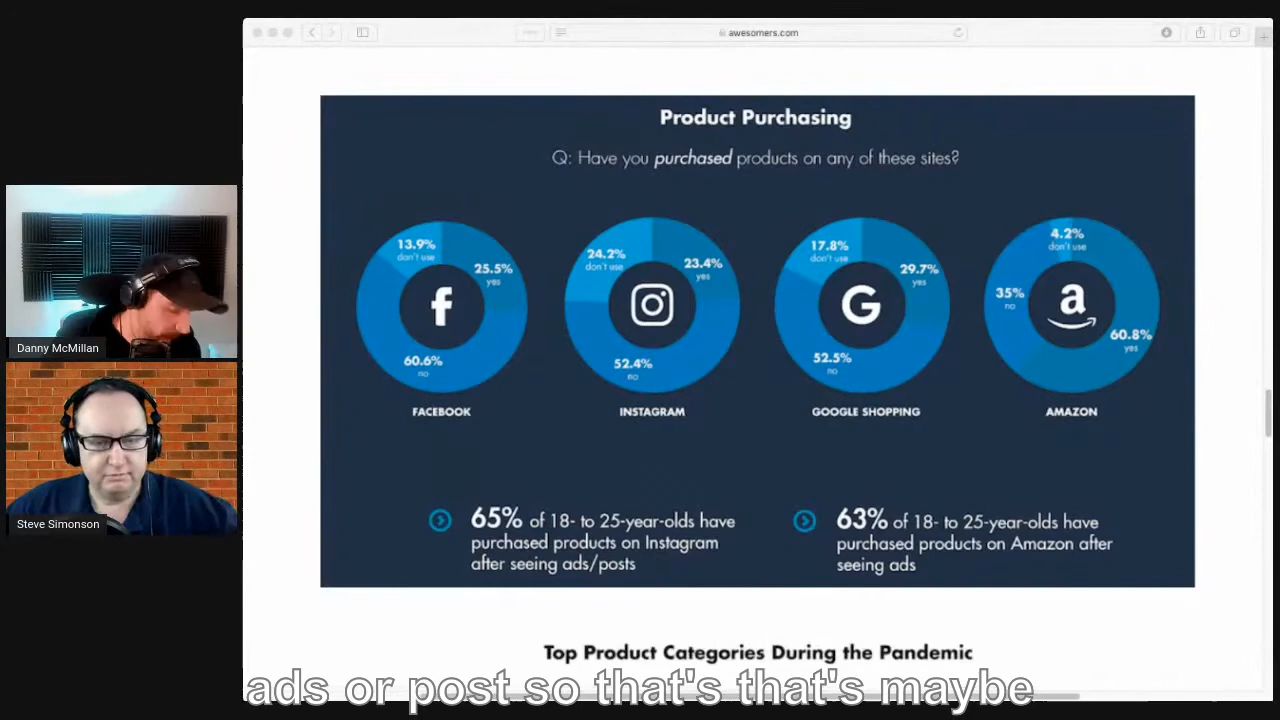 awesomers.com
Product Purchasing
Q: Have you purchased products on any of these sites?
13.9%
don't use
25.5%
yes
60.6%
no
FACEBOOK
24.2%
don't use
23.4%
yes
52.4%
no
INSTAGRAM
17.8%
don't use
29.7%
yes
52.5%
no
GOOGLE SHOPPING
4.2%
don't use
35%
no
60.8%
yes
AMAZON
65% of 18- to 25-year-olds have
purchased products on Instagram
after seeing ads/posts
63% of 18- to 25-year-olds have
purchased products on Amazon after
seeing ads
Top Product Categories During the Pandemic
Danny McMillan
Steve Simonson
ads or post so that's that's maybe